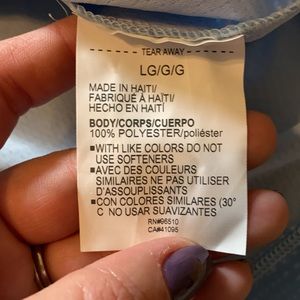 TEAR AWAY
LG/G/G
MADE IN HAITI/
FABRIQUÉ À HAÏTI/
HECHO EN HAITI
BODY/CORPS/CUERPO
100% POLYESTER/poliéster
■WITH LIKE COLORS DO NOT
USE SOFTENERS
■AVEC DES COULEURS
SIMILAIRES NE PAS UTILISER
D'ASSOUPLISSANTS
■CON COLORES SIMILARES (30°
C NO USAR SUAVIZANTES
RN#96510
CA#41095